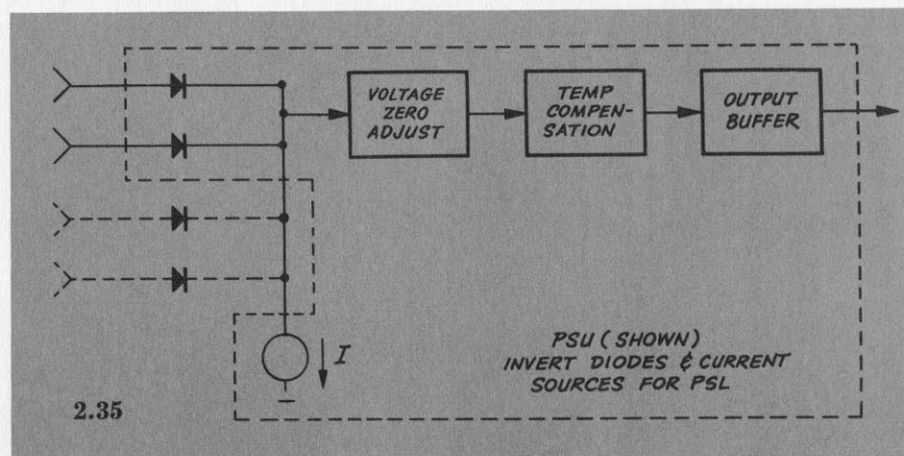 VOLTAGE
ZERO
ADJUST
TEMP
COMPEN-
SATION
OUTPUT
BUFFER
I
PSU (SHOWN)
INVERT DIODES & CURRENT
SOURCES FOR PSL
2.35